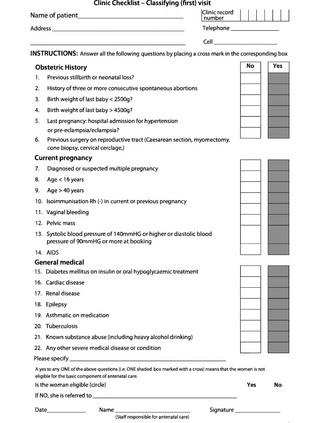 Clinic Checklist – Classifying (first) visit
Name of patient
Clinic record number
Address
Telephone
Cell
INSTRUCTIONS: Answer all the following questions by placing a cross mark in the corresponding box
Obstetric History
No
Yes
1. Previous stillbirth or neonatal loss?
2. History of three or more consecutive spontaneous abortions
3. Birth weight of last baby < 2500g?
4. Birth weight of last baby > 4500g?
5. Last pregnancy: hospital admission for hypertension
or pre-eclampsia/eclampsia?
6. Previous surgery on reproductive tract (Caesarean section, myomectomy,
cone biopsy, cervical cerclage,)
Current pregnancy
7. Diagnosed or suspected multiple pregnancy
8. Age < 16 years
9. Age > 40 years
10. Isoimmunisation Rh (-) in current or previous pregnancy
11. Vaginal bleeding
12. Pelvic mass
13. Systolic blood pressure of 140mmHG or higher or diastolic blood
pressure of 90mmHG or more at booking
14. AIDS
General medical
15. Diabetes mellitus on insulin or oral hypoglycaemic treatment
16. Cardiac disease
17. Renal disease
18. Epilepsy
19. Asthmatic on medication
20. Tuberculosis
21. Known substance abuse (including heavy alcohol drinking)
22. Any other severe medical disease or condition
Please specify
A yes to any ONE of the above questions (i.e. ONE shaded box marked with a cross) means that the woman is not
eligible for the basic component of antenatal care.
Is the woman eligible (circle)
Yes
No
If NO, she is referred to
Date
Name
Signature
(Staff responsible for antenatal care)